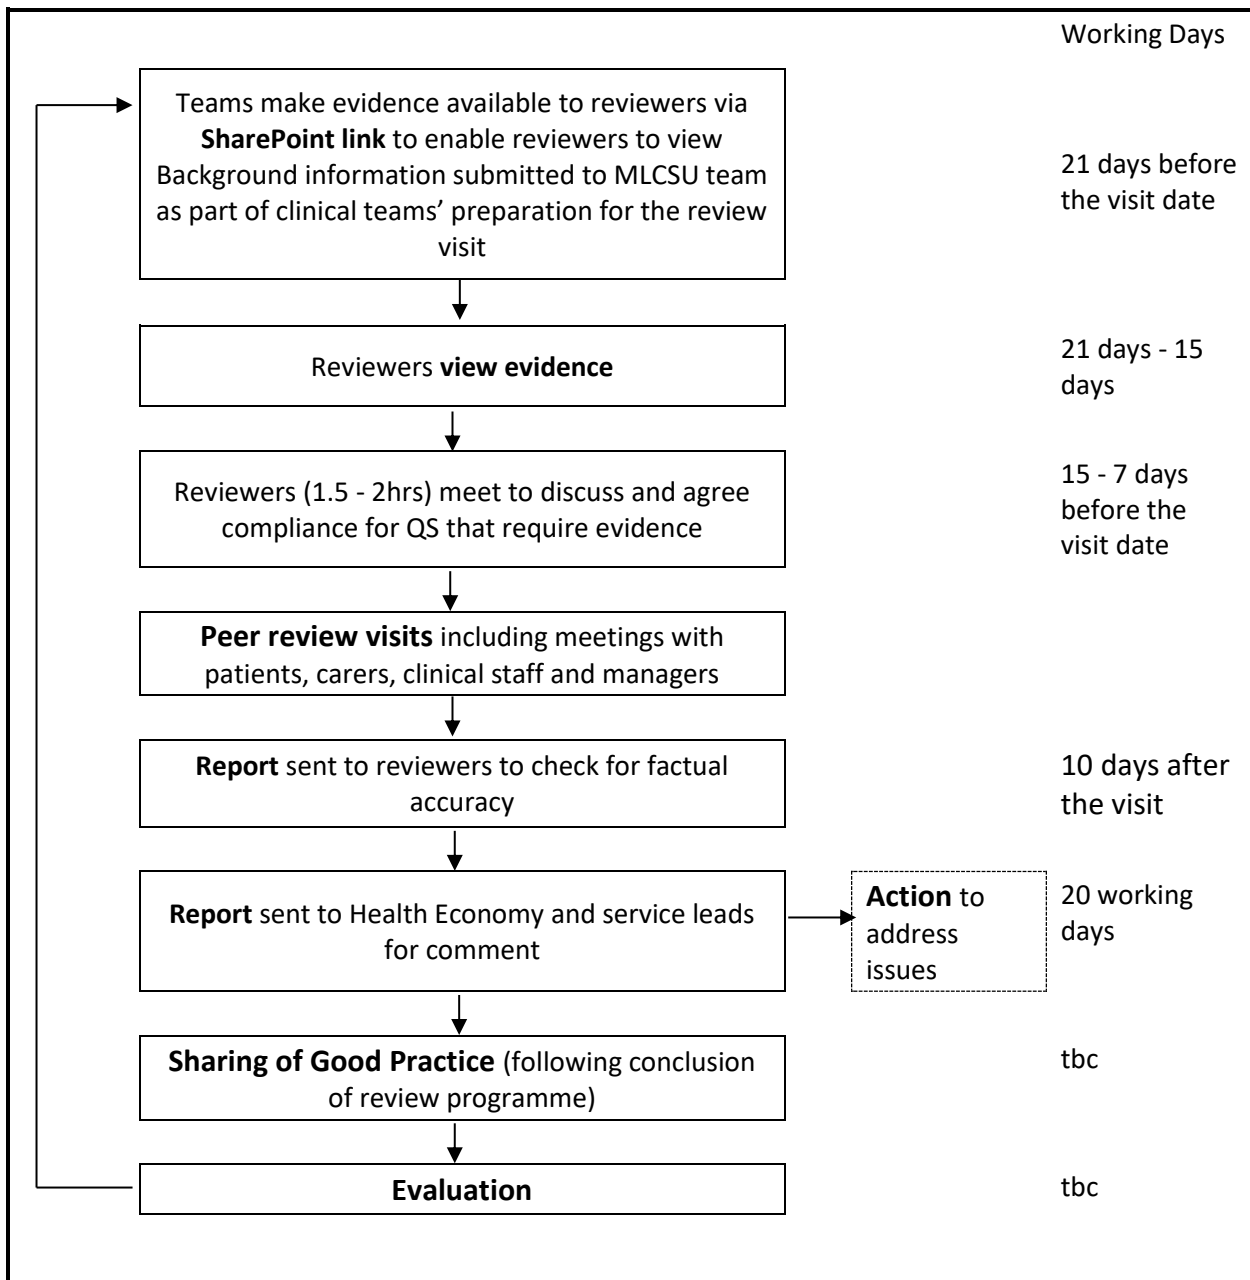 Working Days
Teams make evidence available to reviewers via
SharePoint link to enable reviewers to view
Background information submitted to MLCSU team
as part of clinical teams’ preparation for the review
visit
21 days before
the visit date
Reviewers view evidence
21 days - 15
days
Reviewers (1.5 - 2hrs) meet to discuss and agree
compliance for QS that require evidence
15 - 7 days
before the
visit date
Peer review visits including meetings with
patients, carers, clinical staff and managers
Report sent to reviewers to check for factual
accuracy
10 days after
the visit
Report sent to Health Economy and service leads
for comment
Action to
address
issues
20 working
days
Sharing of Good Practice (following conclusion
of review programme)
tbc
Evaluation
tbc